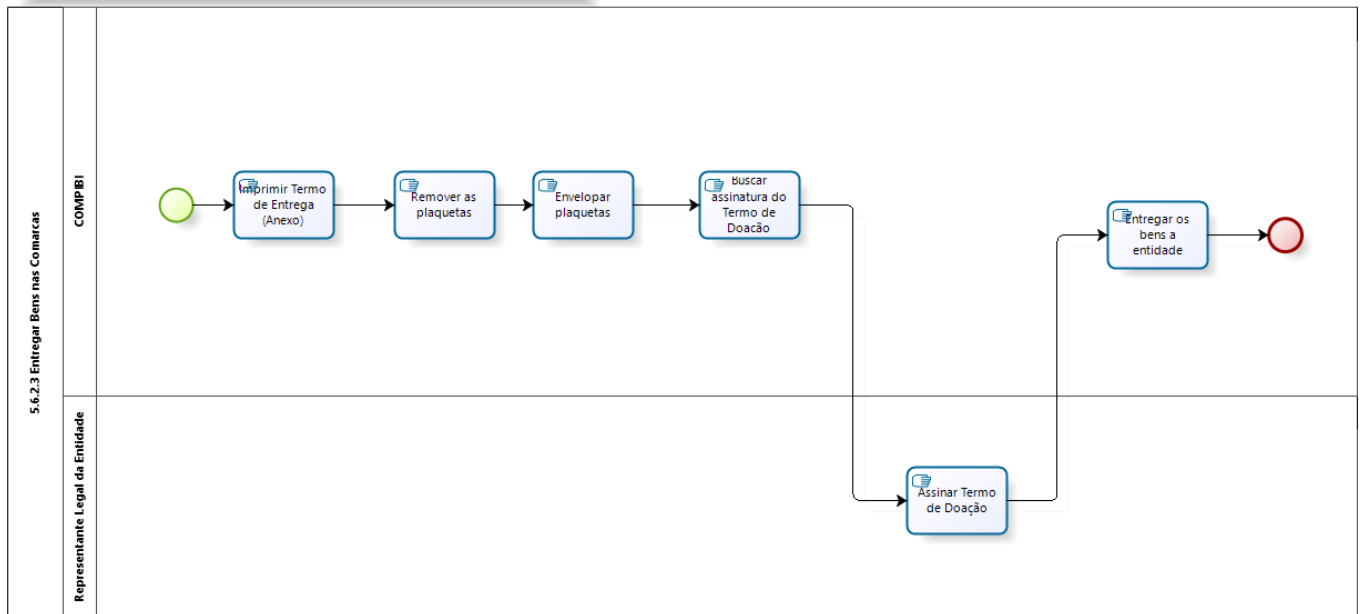 5.6.2.3 Entregar Bens nas Comarcas
COMPIBI
Imprimir Termo
de Entrega
(Anexo)
Remover as
plaquetas
Envelopar
plaquetas
Buscar
assinatura do
Termo de
Doação
Entregar os
bens a
entidade
Representante Legal da Entidade
Assinar Termo
de Doação